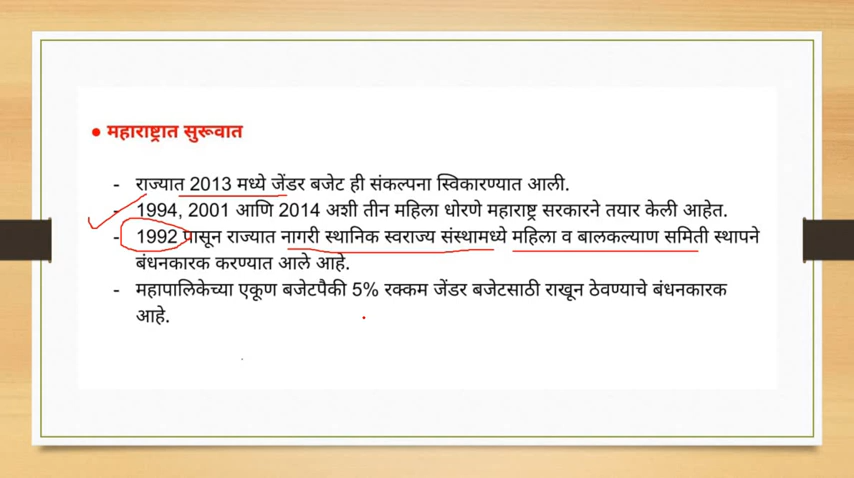 ● महाराष्ट्रात सुरूवात
- राज्यात 2013 मध्ये जेंडर बजेट ही संकल्पना स्विकारण्यात आली.
- 1994, 2001 आणि 2014 अशी तीन महिला धोरणे महाराष्ट्र सरकारने तयार केली आहेत.
- 1992 पासून राज्यात नागरी स्थानिक स्वराज्य संस्थामध्ये महिला व बालकल्याण समिती स्थापने
बंधनकारक करण्यात आले आहे.
- महापालिकेच्या एकूण बजेटपैकी 5% रक्कम जेंडर बजेटसाठी राखून ठेवण्याचे बंधनकारक
आहे.